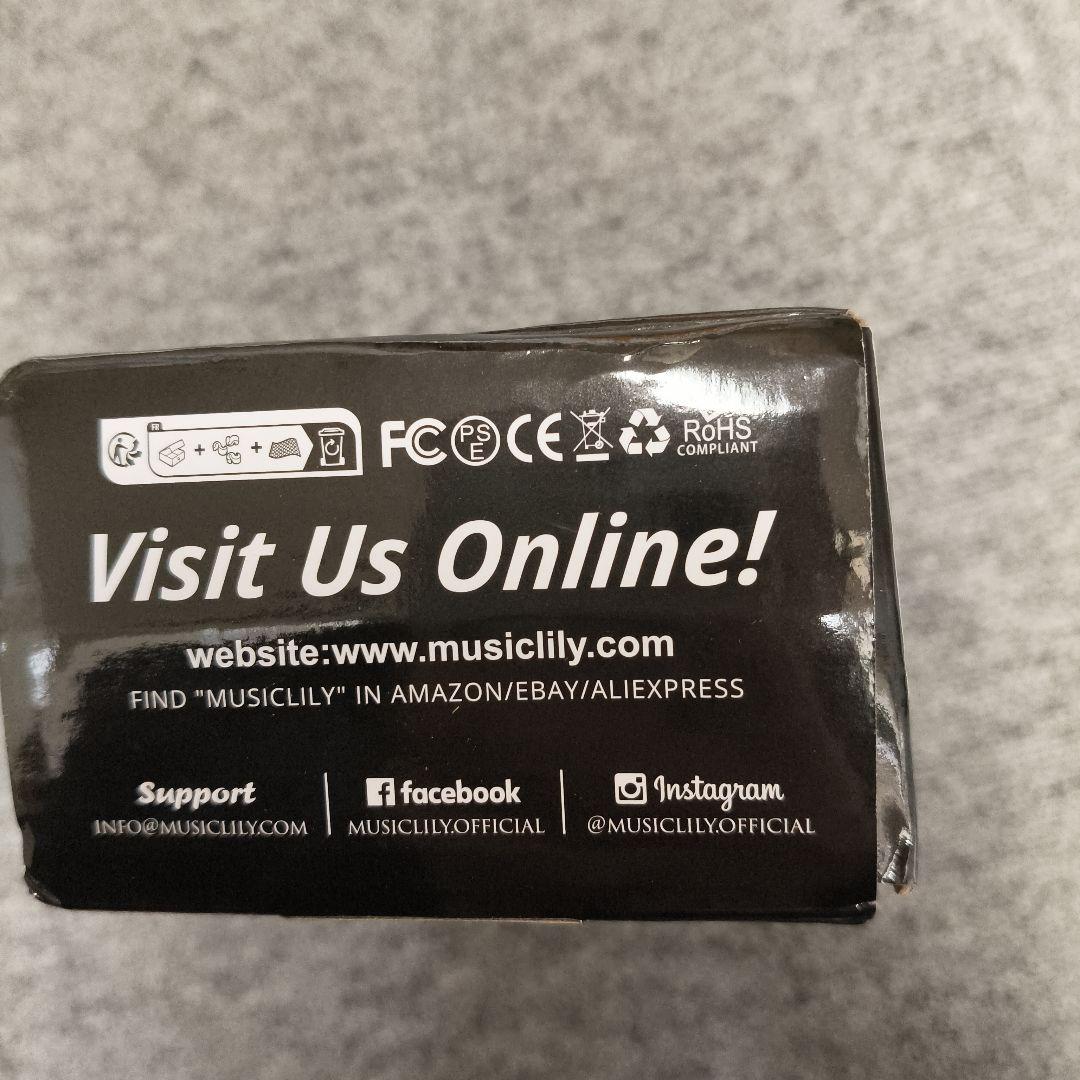 FR
FC PSE CE RoHS
COMPLIANT
Visit Us Online!
website:www.musiclily.com
FIND "MUSICLILY" IN AMAZON/EBAY/ALIEXPRESS
Support facebook Instagram
INFO@MUSICLILY.COM MUSICLILY.OFFICIAL @MUSICLILY.OFFICIAL